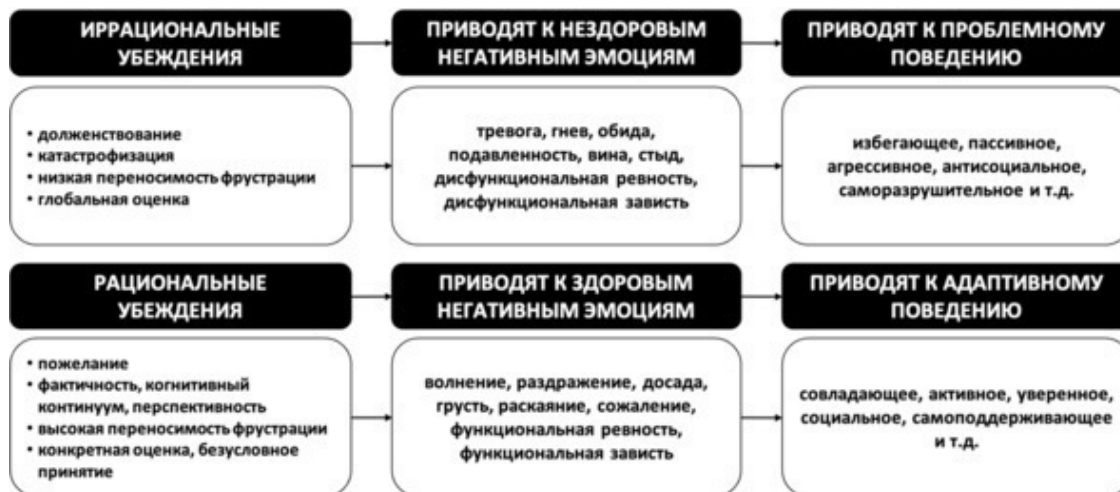 ИРРАЦИОНАЛЬНЫЕ
УБЕЖДЕНИЯ
ПРИВОДЯТ К НЕЗДОРОВЫМ
НЕГАТИВНЫМ ЭМОЦИЯМ
ПРИВОДЯТ К ПРОБЛЕМНОМУ
ПОВЕДЕНИЮ
• долженствование
• катастрофизация
• низкая переносимость фрустрации
• глобальная оценка
тревога, гнев, обида,
подавленность, вина, стыд,
дисфункциональная ревность,
дисфункциональная зависть
избегающее, пассивное,
агрессивное, антисоциальное,
саморазрушительное и т.д.
РАЦИОНАЛЬНЫЕ
УБЕЖДЕНИЯ
ПРИВОДЯТ К ЗДОРОВЫМ
НЕГАТИВНЫМ ЭМОЦИЯМ
ПРИВОДЯТ К АДАПТИВНОМУ
ПОВЕДЕНИЮ
• пожелание
• фактичность, когнитивный
континуум, перспективность
• высокая переносимость фрустрации
• конкретная оценка, безусловное
принятие
волнение, раздражение, досада,
грусть, раскаяние, сожаление,
функциональная ревность,
функциональная зависть
совладающее, активное, уверенное,
социальное, самоподдерживающее
и т.д.